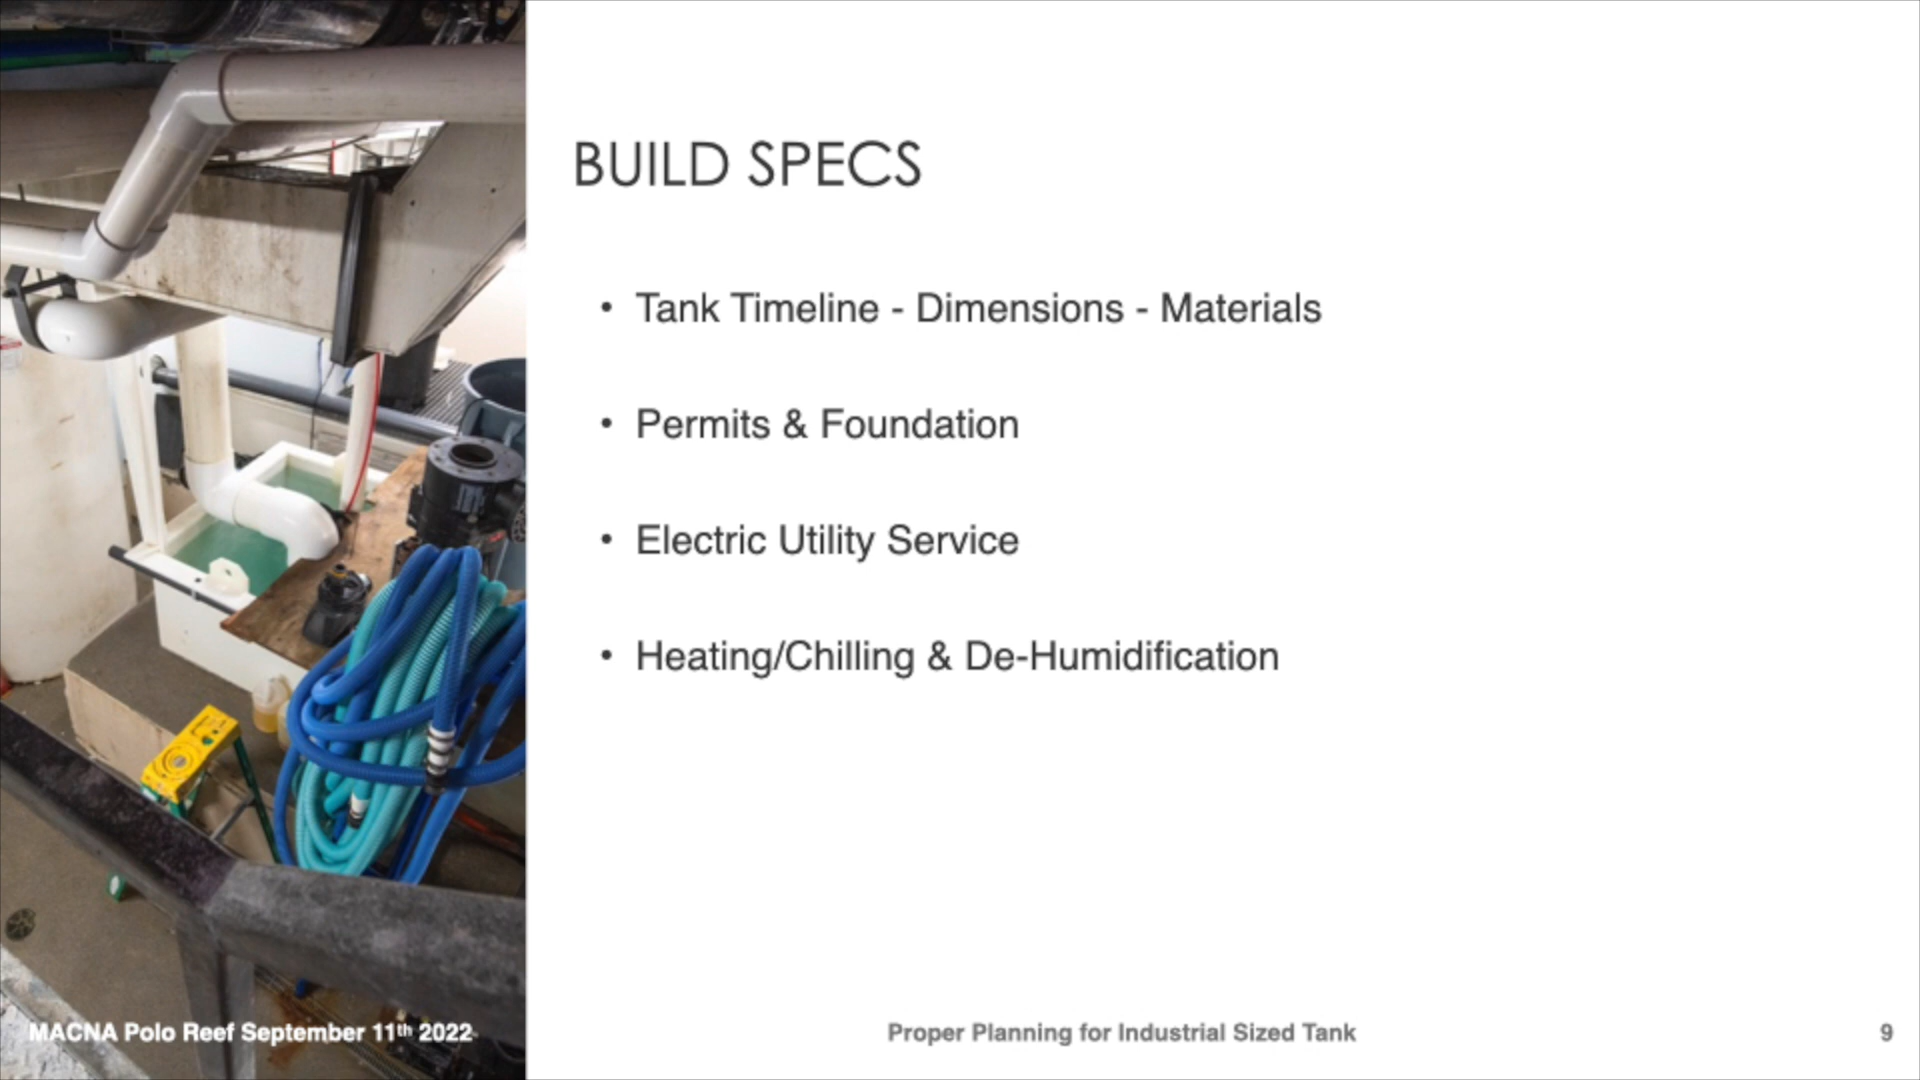 BUILD SPECS
• Tank Timeline - Dimensions - Materials
• Permits & Foundation
• Electric Utility Service
• Heating/Chilling & De-Humidification
MACNA Polo Reef September 11th 2022
Proper Planning for Industrial Sized Tank
9